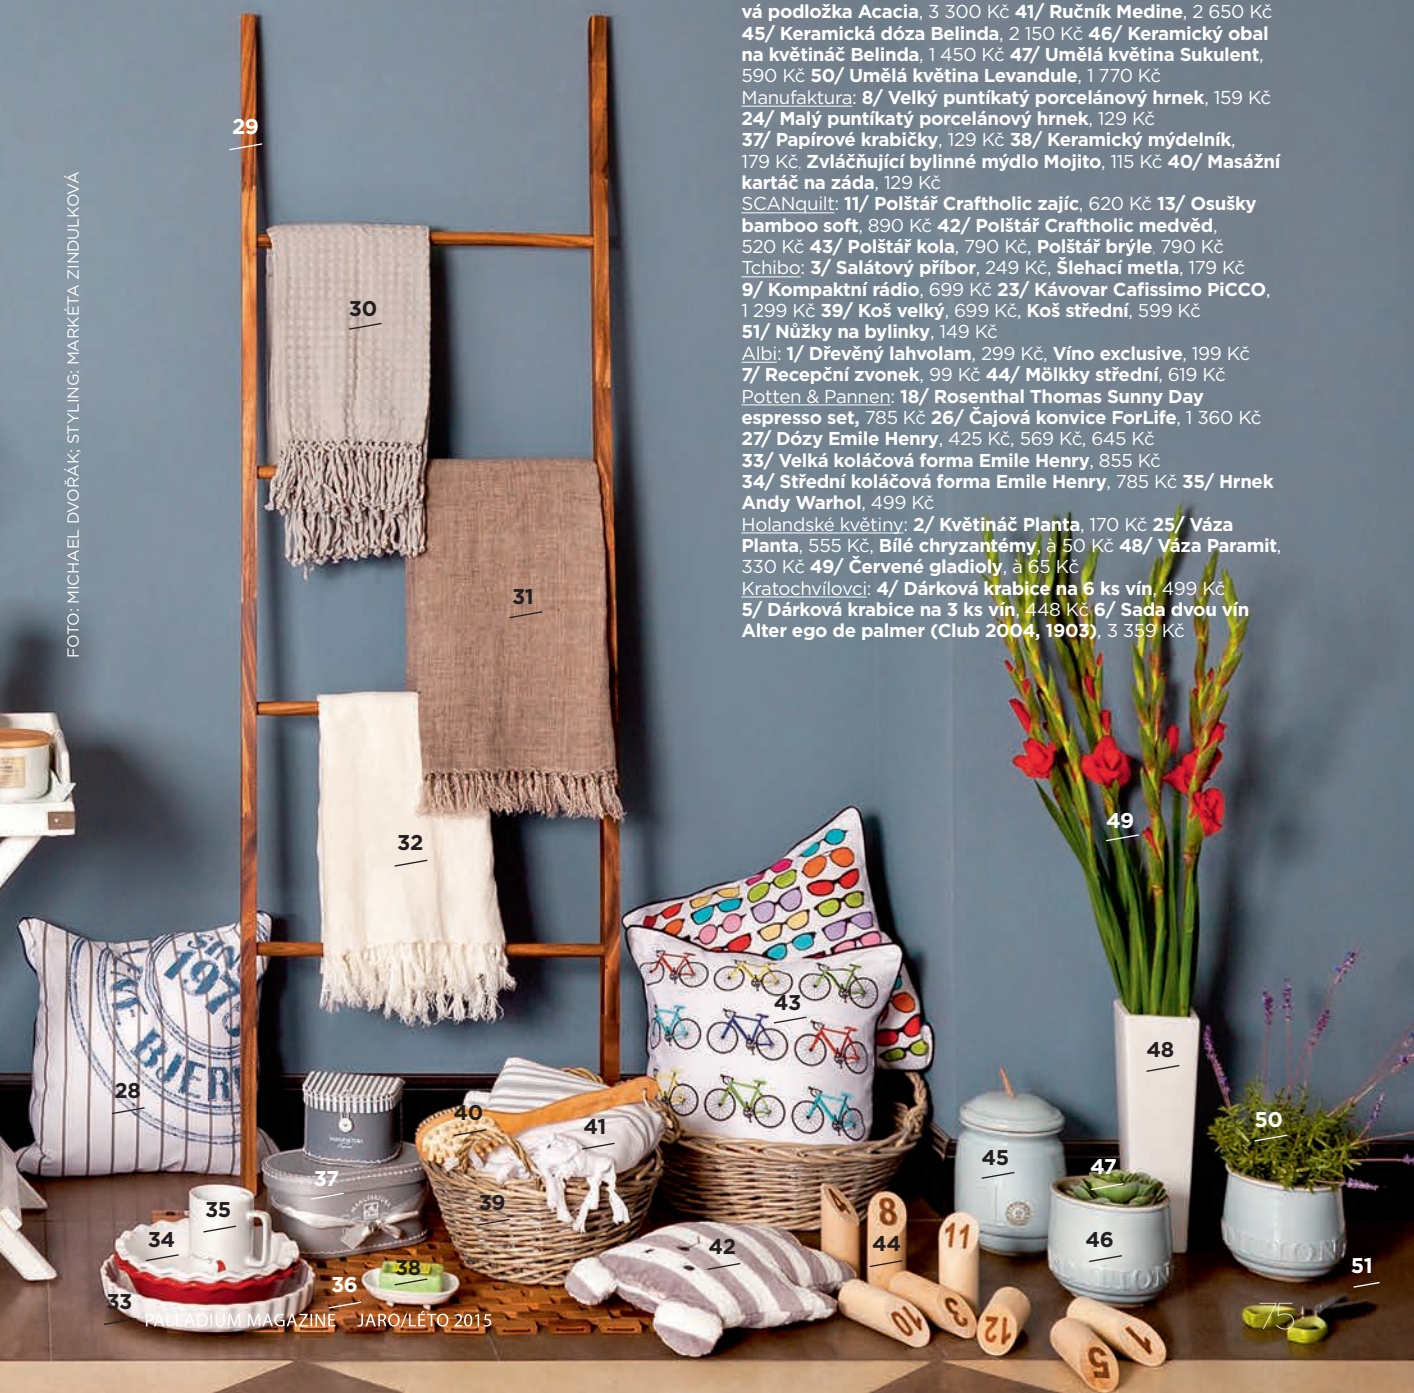 vá podložka Acacia, 3 300 Kč 41/ Ručník Medine, 2 650 Kč
45/ Keramická dóza Belinda, 2 150 Kč 46/ Keramický obal
na květináč Belinda, 1 450 Kč 47/ Umělá květina Sukulent,
590 Kč 50/ Umělá květina Levandule, 1 770 Kč
Manufaktura: 8/ Velký puntíkatý porcelánový hrnek, 159 Kč
24/ Malý puntíkatý porcelánový hrnek, 129 Kč
37/ Papírové krabičky, 129 Kč 38/ Keramický mýdelník,
179 Kč, Zvláčňující bylinné mýdlo Mojito, 115 Kč 40/ Masážní
kartáč na záda, 129 Kč
SCANquilt: 11/ Polštář Craftholic zajíc, 620 Kč 13/ Osušky
bamboo soft, 890 Kč 42/ Polštář Craftholic medvěd,
520 Kč 43/ Polštář kola, 790 Kč, Polštář brýle, 790 Kč
Tchibo: 3/ Salátový příbor, 249 Kč, Šlehací metla, 179 Kč
9/ Kompaktní rádio, 699 Kč 23/ Kávovar Cafissimo PiCCO,
1 299 Kč 39/ Koš velký, 699 Kč, Koš střední, 599 Kč
51/ Nůžky na bylinky, 149 Kč
Albi: 1/ Dřevěný lahvolam, 299 Kč, Víno exclusive, 199 Kč
7/ Recepční zvonek, 99 Kč 44/ Mölkky střední, 619 Kč
Potten & Pannen: 18/ Rosenthal Thomas Sunny Day
espresso set, 785 Kč 26/ Čajová konvice ForLife, 1 360 Kč
27/ Dózy Emile Henry, 425 Kč, 569 Kč, 645 Kč
33/ Velká koláčová forma Emile Henry, 855 Kč
34/ Střední koláčová forma Emile Henry, 785 Kč 35/ Hrnek
Andy Warhol, 499 Kč
Holandské květiny: 2/ Květináč Planta, 170 Kč 25/ Váza
Planta, 555 Kč, Bílé chryzantémy, à 50 Kč 48/ Váza Paramit,
330 Kč 49/ Červené gladioly, à 65 Kč
Kratochvílovci: 4/ Dárková krabice na 6 ks vín, 499 Kč
5/ Dárková krabice na 3 ks vín, 448 Kč 6/ Sada dvou vín
Alter ego de palmer (Club 2004, 1903), 3 359 Kč
FOTO: MICHAEL DVOŘÁK; STYLING: MARKÉTA ZINDULKOVÁ
29
30
31
32
49
43
28
48
40
41
50
45
47
37
39
35
34
42
44
46
51
38
36
33
1973
BJER
MANUFAKTURA
4
8
11
10
3
12
5
1
PALLADIUM MAGAZINE JARO/LÉTO 2015
75